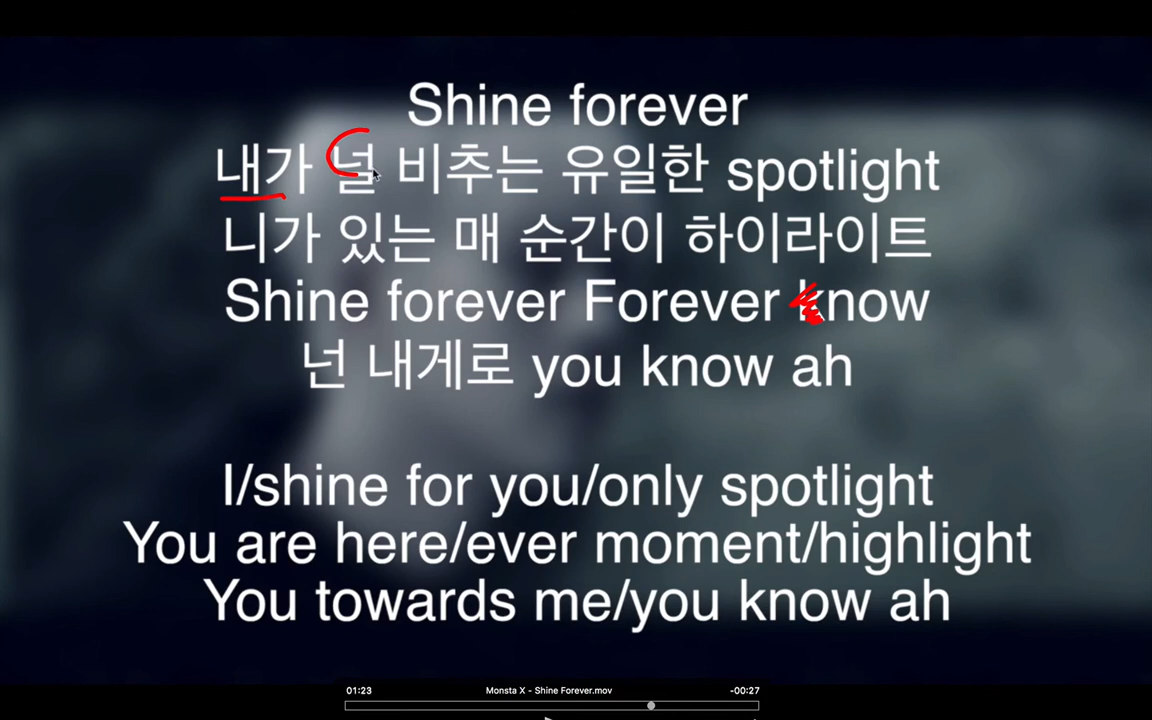 Shine forever
내가 널 비추는 유일한 spotlight
니가 있는 매 순간이 하이라이트
Shine forever Forever know
넌 내게로 you know ah
I/shine for you/only spotlight
You are here/ever moment/highlight
You towards me/you know ah
01:23 Monsta X - Shine Forever.mov -00:27